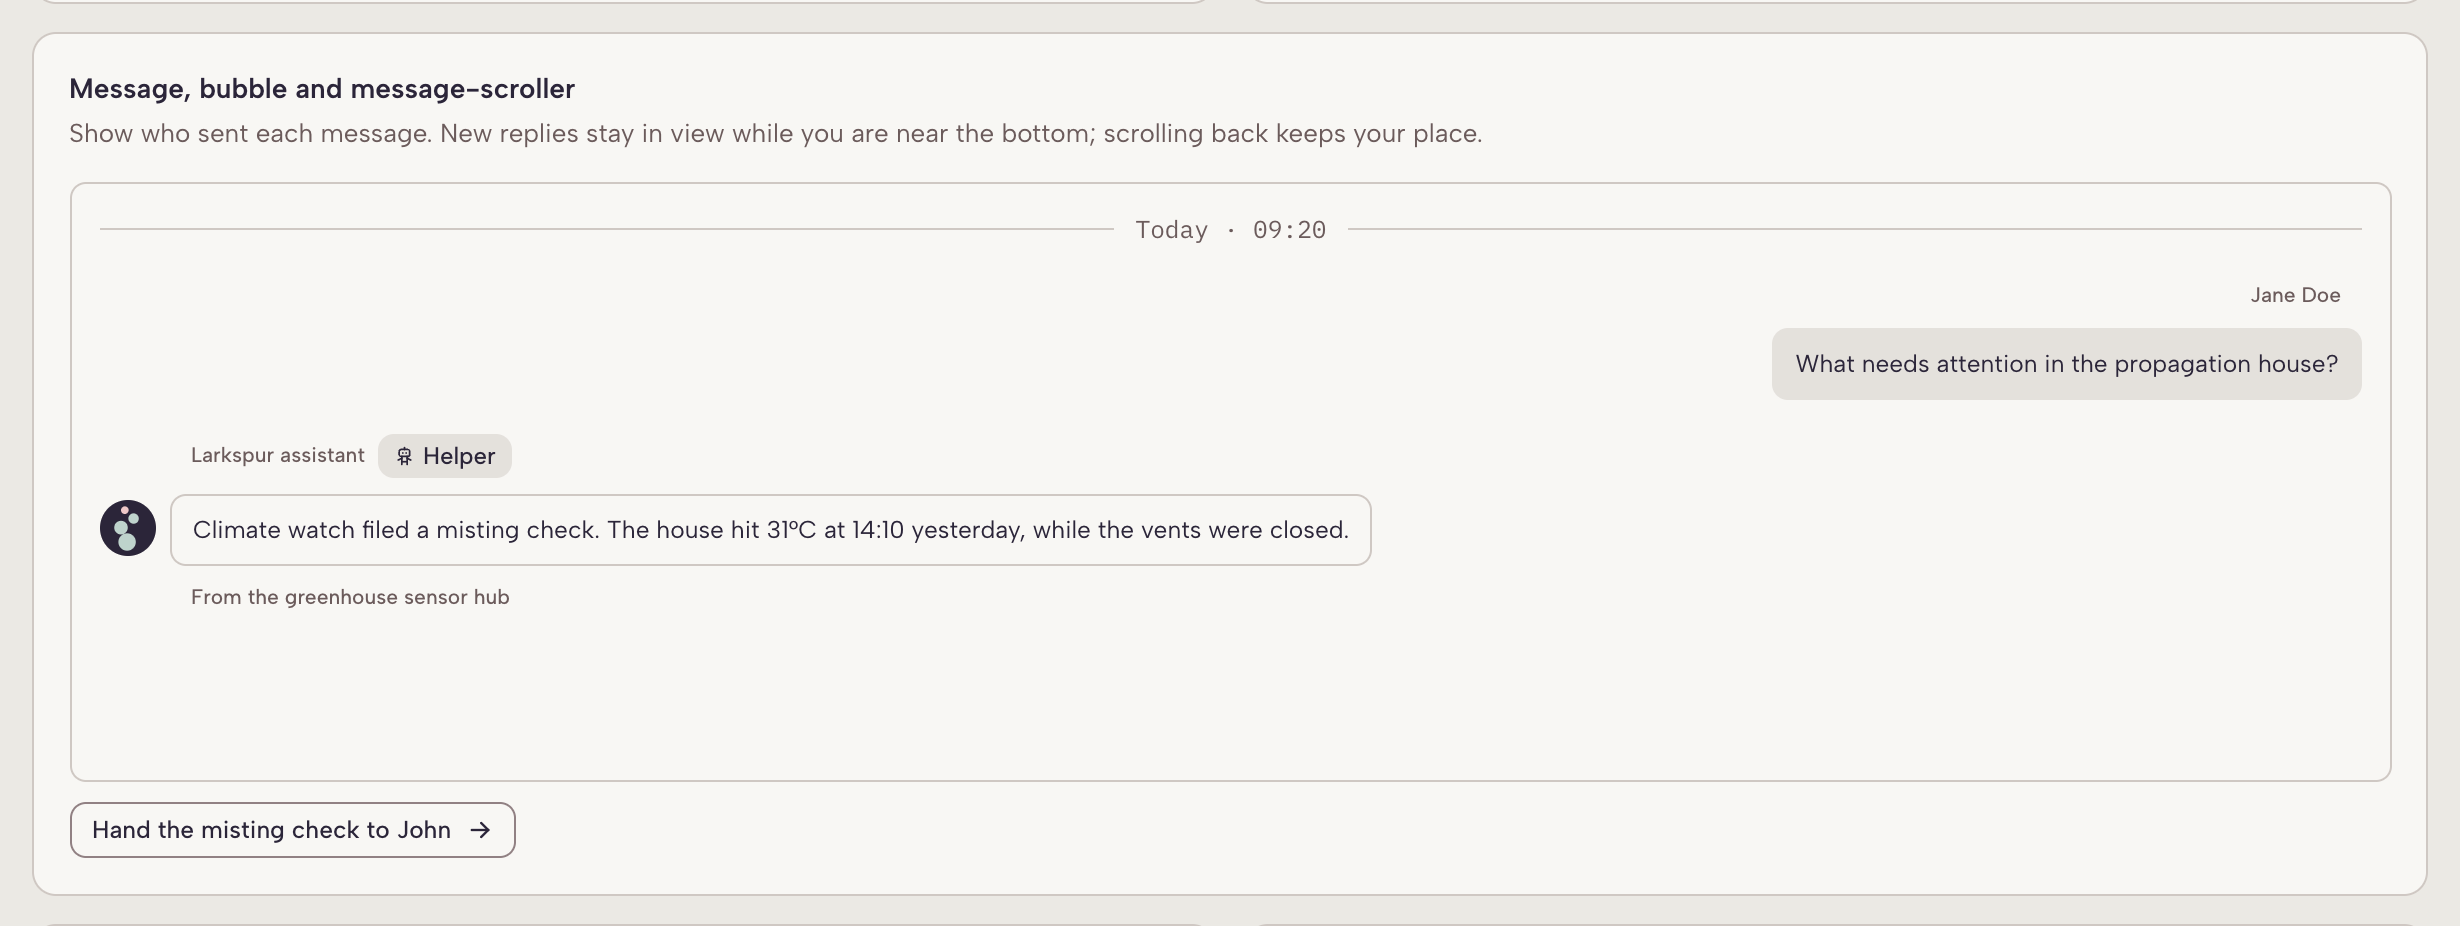 Message, bubble and message-scroller
Show who sent each message. New replies stay in view while you are near the bottom; scrolling back keeps your place.
Today · 09:20
Jane Doe
What needs attention in the propagation house?
Larkspur assistant Helper
Climate watch filed a misting check. The house hit 31°C at 14:10 yesterday, while the vents were closed.
From the greenhouse sensor hub
Hand the misting check to John →